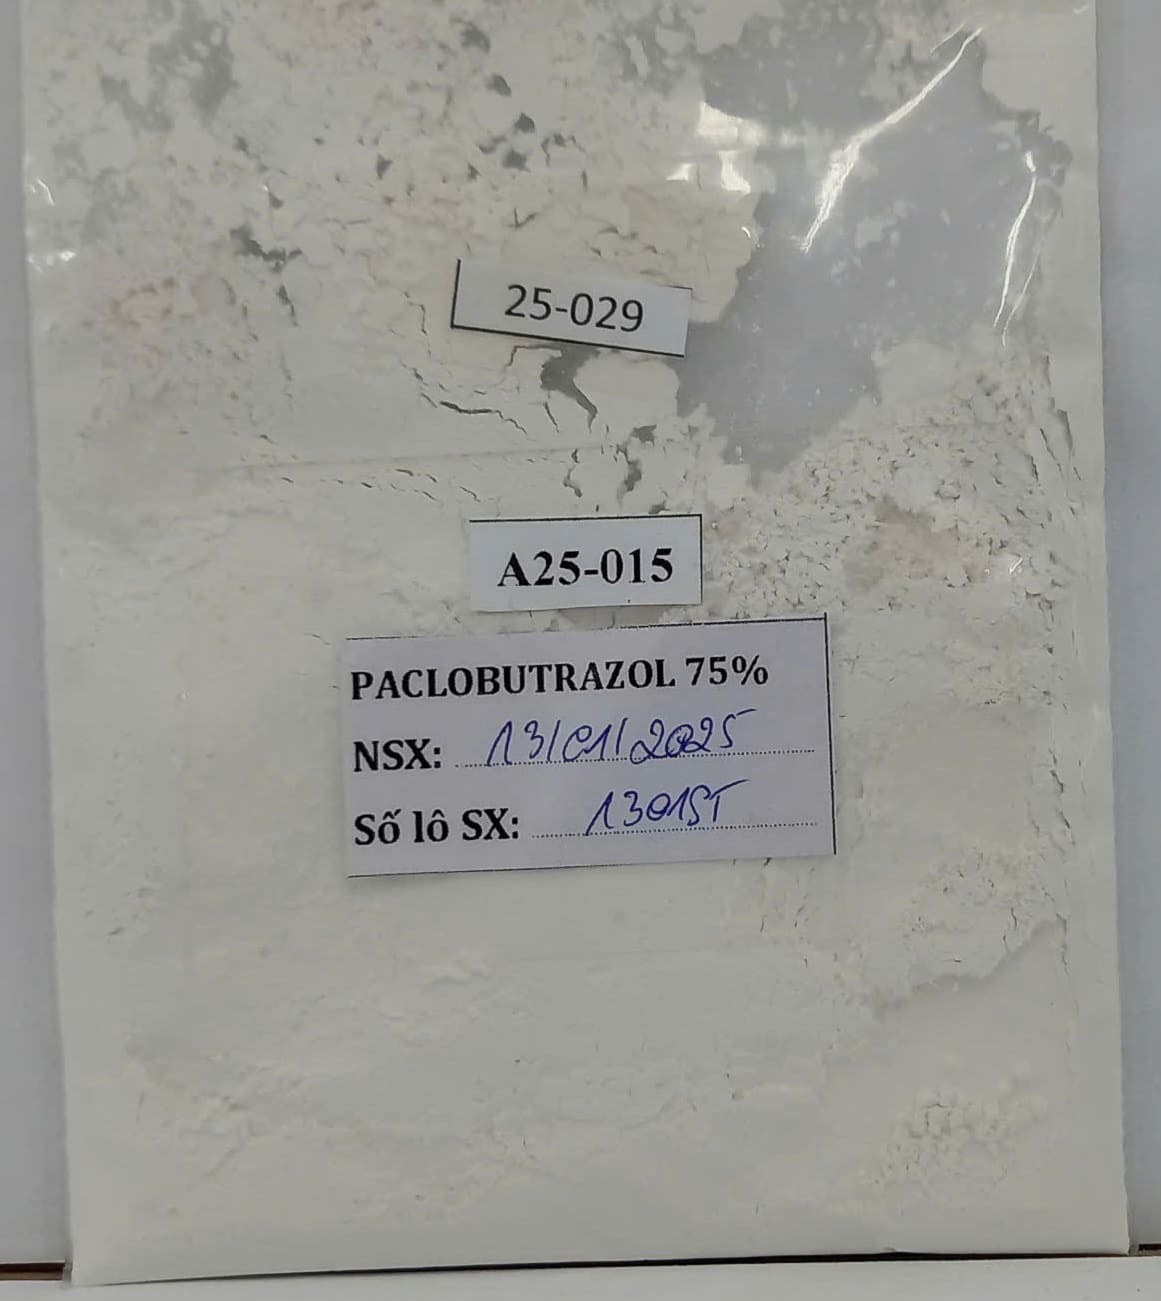 25-029
A25-015
PACLOBUTRAZOL 75%
NSX: 13/01/2025
Số lô SX: 1301ST